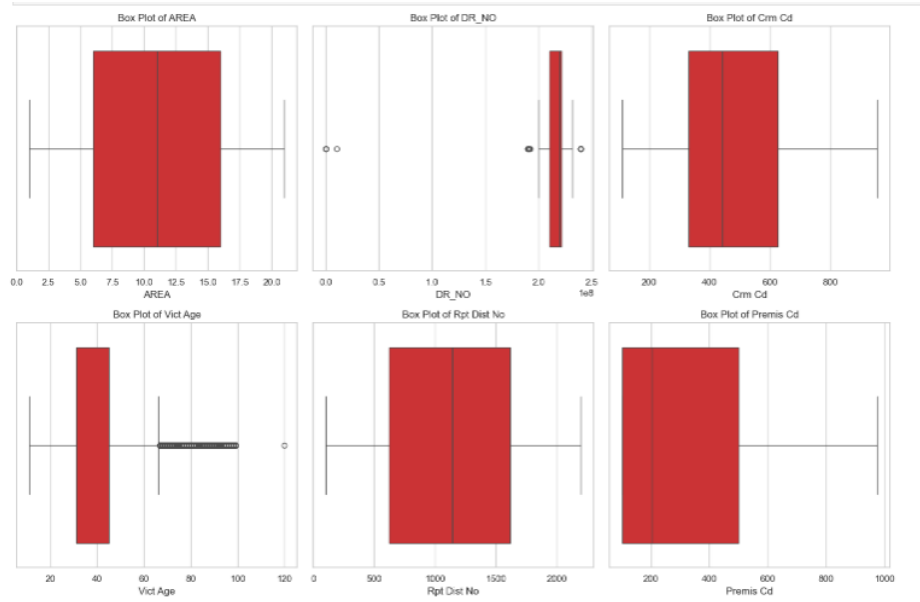 Box Plot of AREA
0.0 2.5 5.0 7.5 10.0 12.5 15.0 17.5 20.0
AREA
Box Plot of DR_NO
0.0 0.5 1.0 1.5 2.0 2.5
1e8
DR_NO
Box Plot of Crm Cd
200 400 600 800
Crm Cd
Box Plot of Vict Age
20 40 60 80 100 120
Vict Age
Box Plot of Rpt Dist No
0 500 1000 1500 2000
Rpt Dist No
Box Plot of Premis Cd
200 400 600 800 1000
Premis Cd